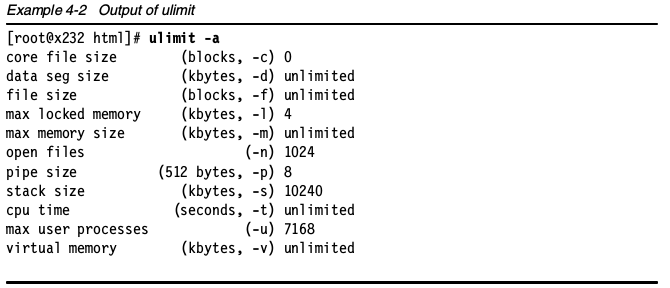 Example 4-2 Output of ulimit
[root@x232 html]# ulimit -a
core file size (blocks, -c) 0
data seg size (kbytes, -d) unlimited
file size (blocks, -f) unlimited
max locked memory (kbytes, -l) 4
max memory size (kbytes, -m) unlimited
open files (-n) 1024
pipe size (512 bytes, -p) 8
stack size (kbytes, -s) 10240
cpu time (seconds, -t) unlimited
max user processes (-u) 7168
virtual memory (kbytes, -v) unlimited